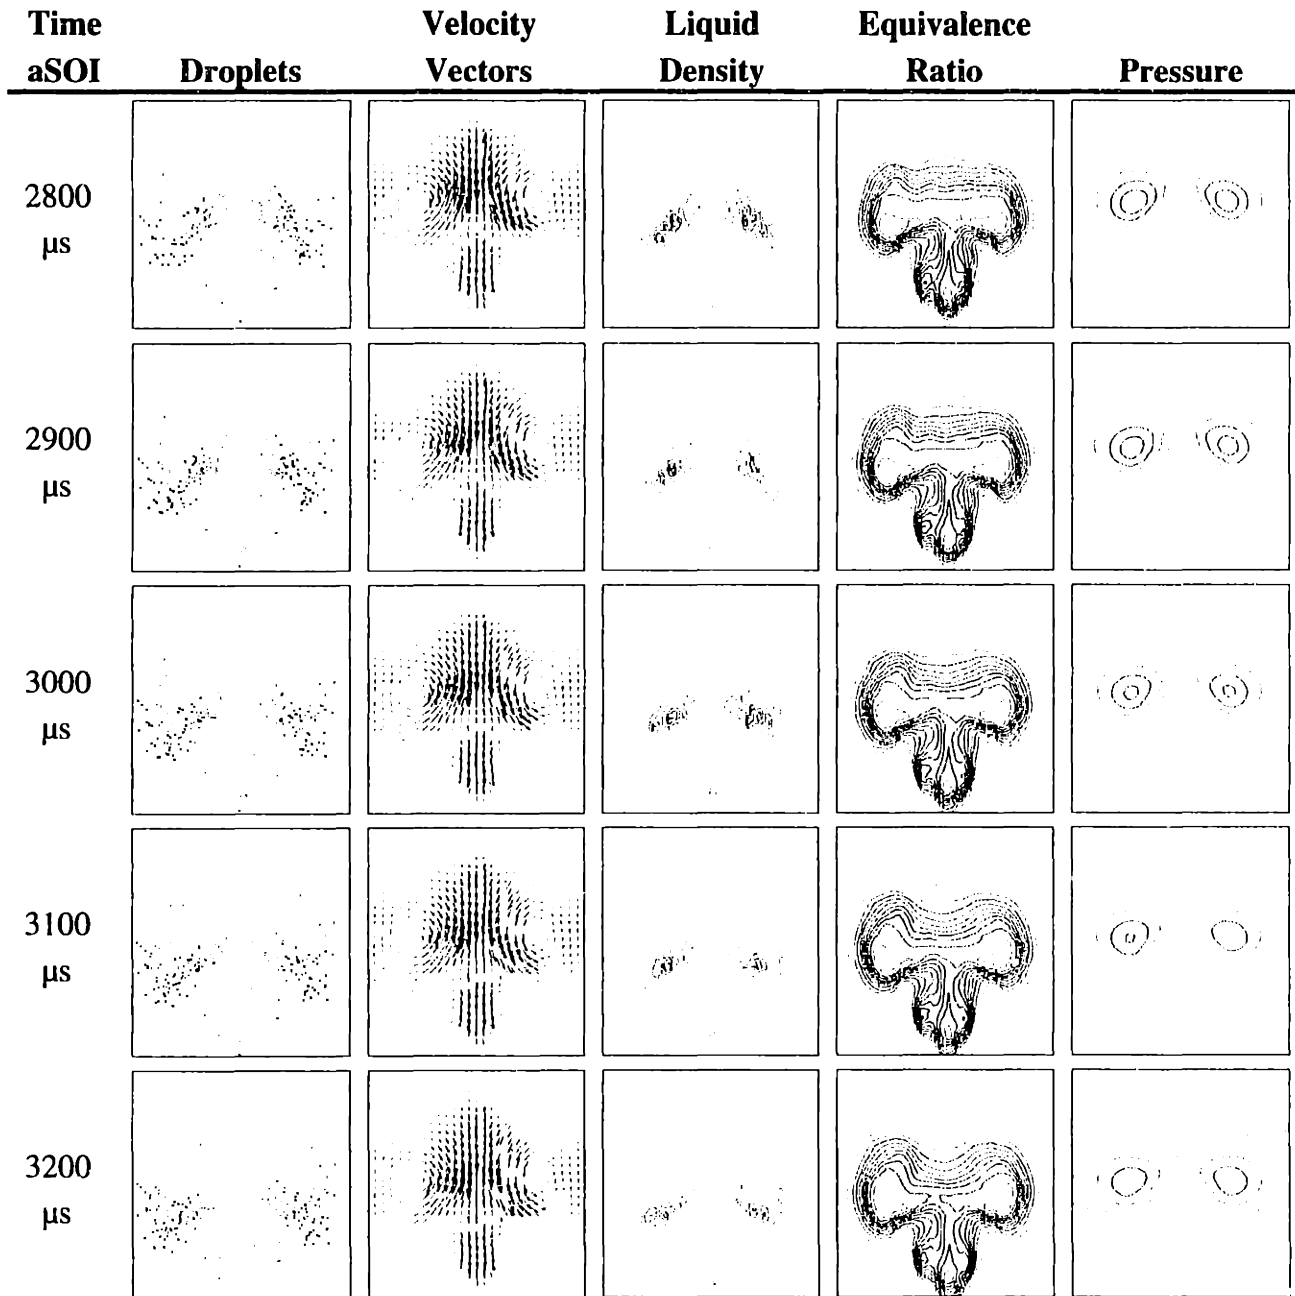 Time Velocity Liquid Equivalence
aSOI Droplets Vectors Density Ratio Pressure
2800
µs
2900
µs
3000
µs
3100
µs
3200
µs